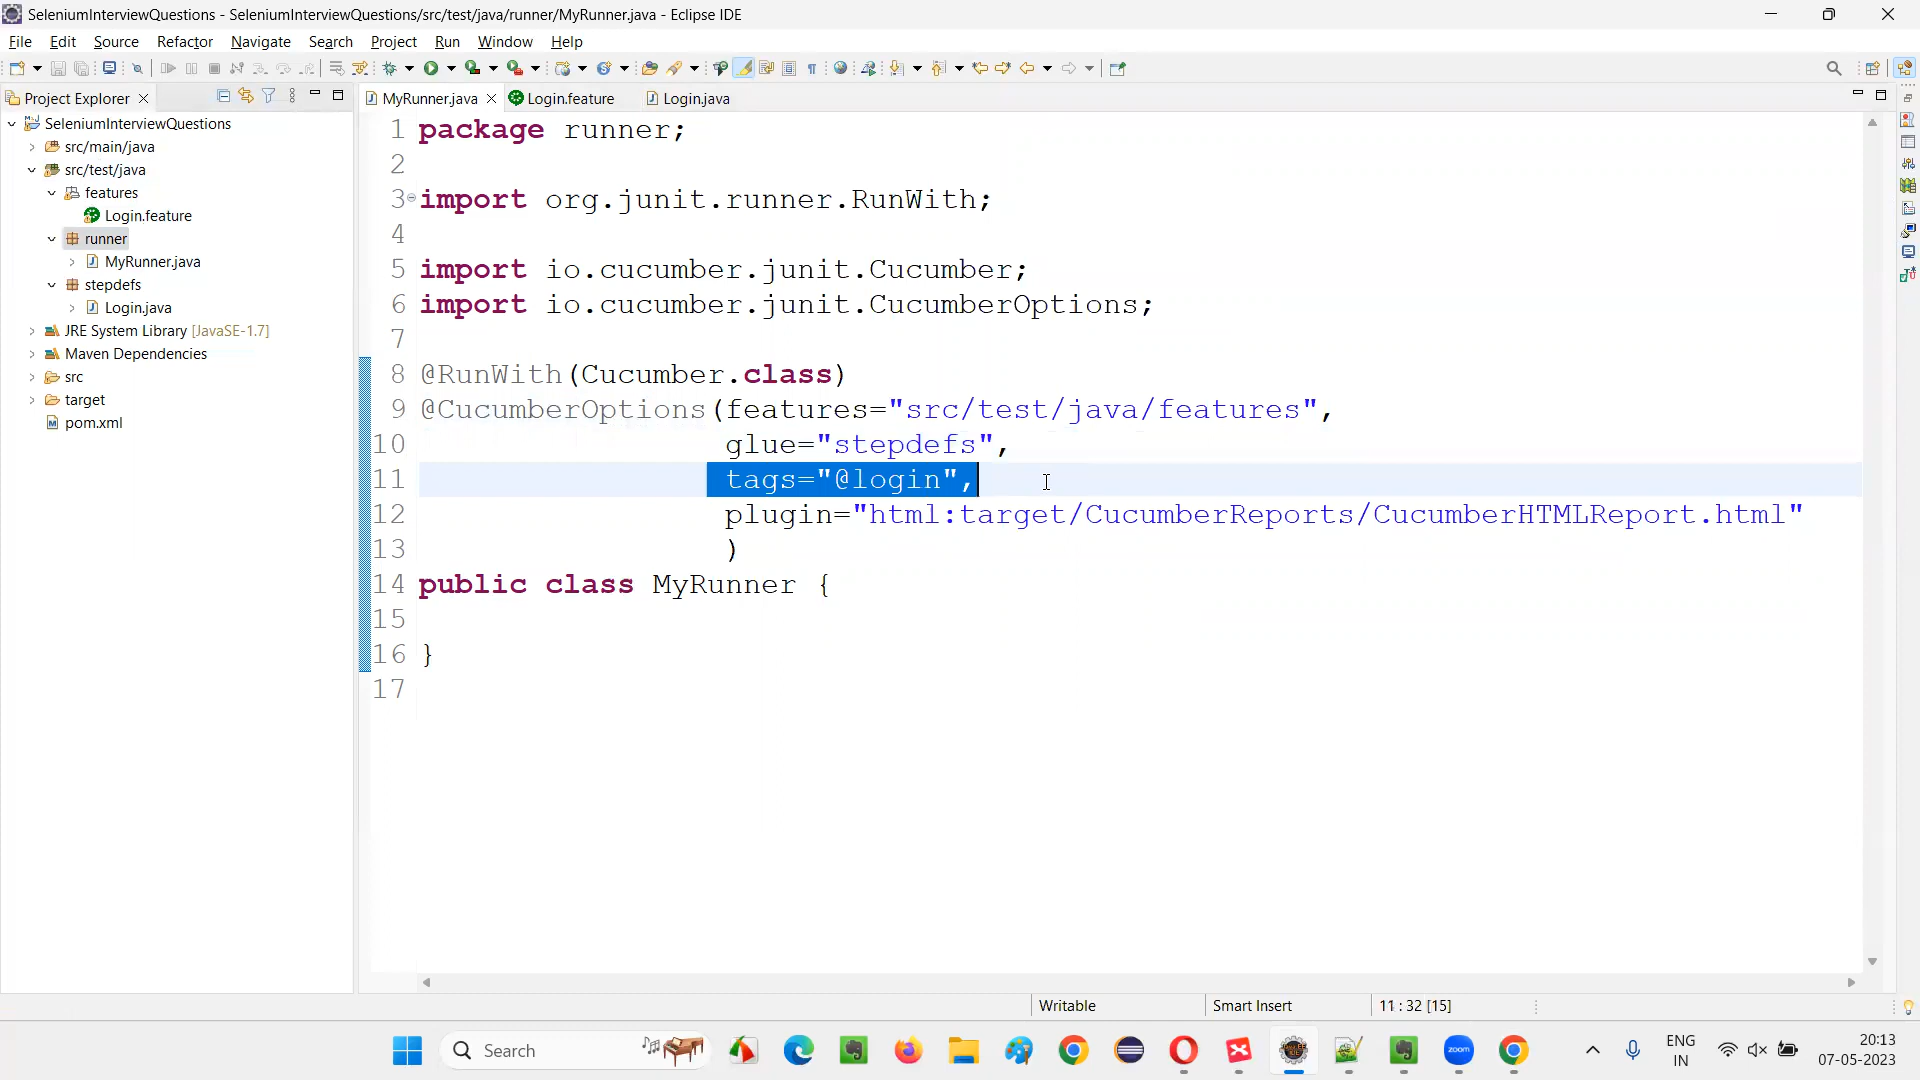 SeleniumInterviewQuestions - SeleniumInterviewQuestions/src/test/java/runner/MyRunner.java - Eclipse IDE
File Edit Source Refactor Navigate Search Project Run Window Help
Project Explorer
MyRunner.java Login.feature Login.java
SeleniumInterviewQuestions
src/main/java
src/test/java
features
Login.feature
runner
MyRunner.java
stepdefs
Login.java
JRE System Library [JavaSE-1.7]
Maven Dependencies
src
target
pom.xml
1 package runner;
2
3 import org.junit.runner.RunWith;
4
5 import io.cucumber.junit.Cucumber;
6 import io.cucumber.junit.CucumberOptions;
7
8 @RunWith(Cucumber.class)
9 @CucumberOptions(features="src/test/java/features",
10 glue="stepdefs",
11 tags="@login",
12 plugin="html:target/CucumberReports/CucumberHTMLReport.html"
13 )
14 public class MyRunner {
15
16 }
17
Writable Smart Insert 11 : 32 [15]
Search
zoom
ENG
IN
20:13
07-05-2023